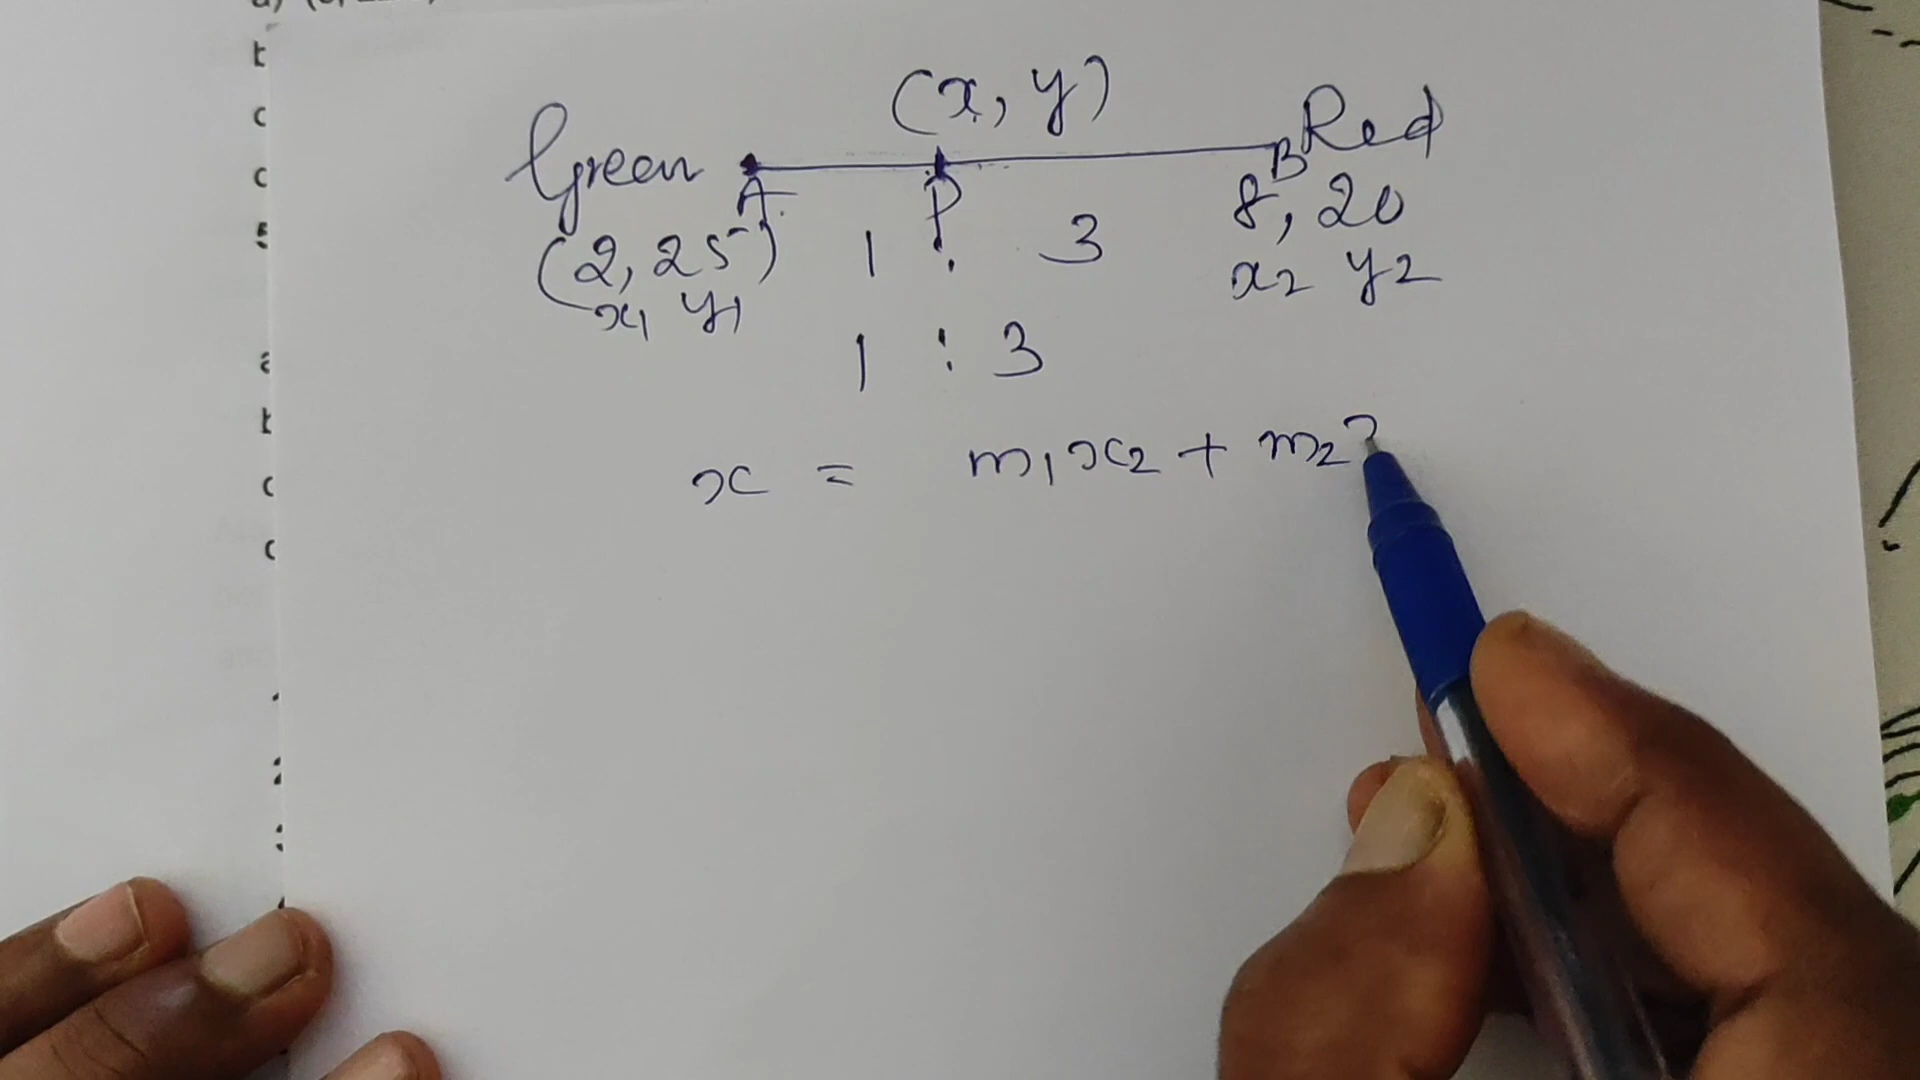 (x, y)
Green Red
A P B
(2, 25) 1 : 3 8, 20
x1 y1 x2 y2
1 : 3
x = m1x2 + m2